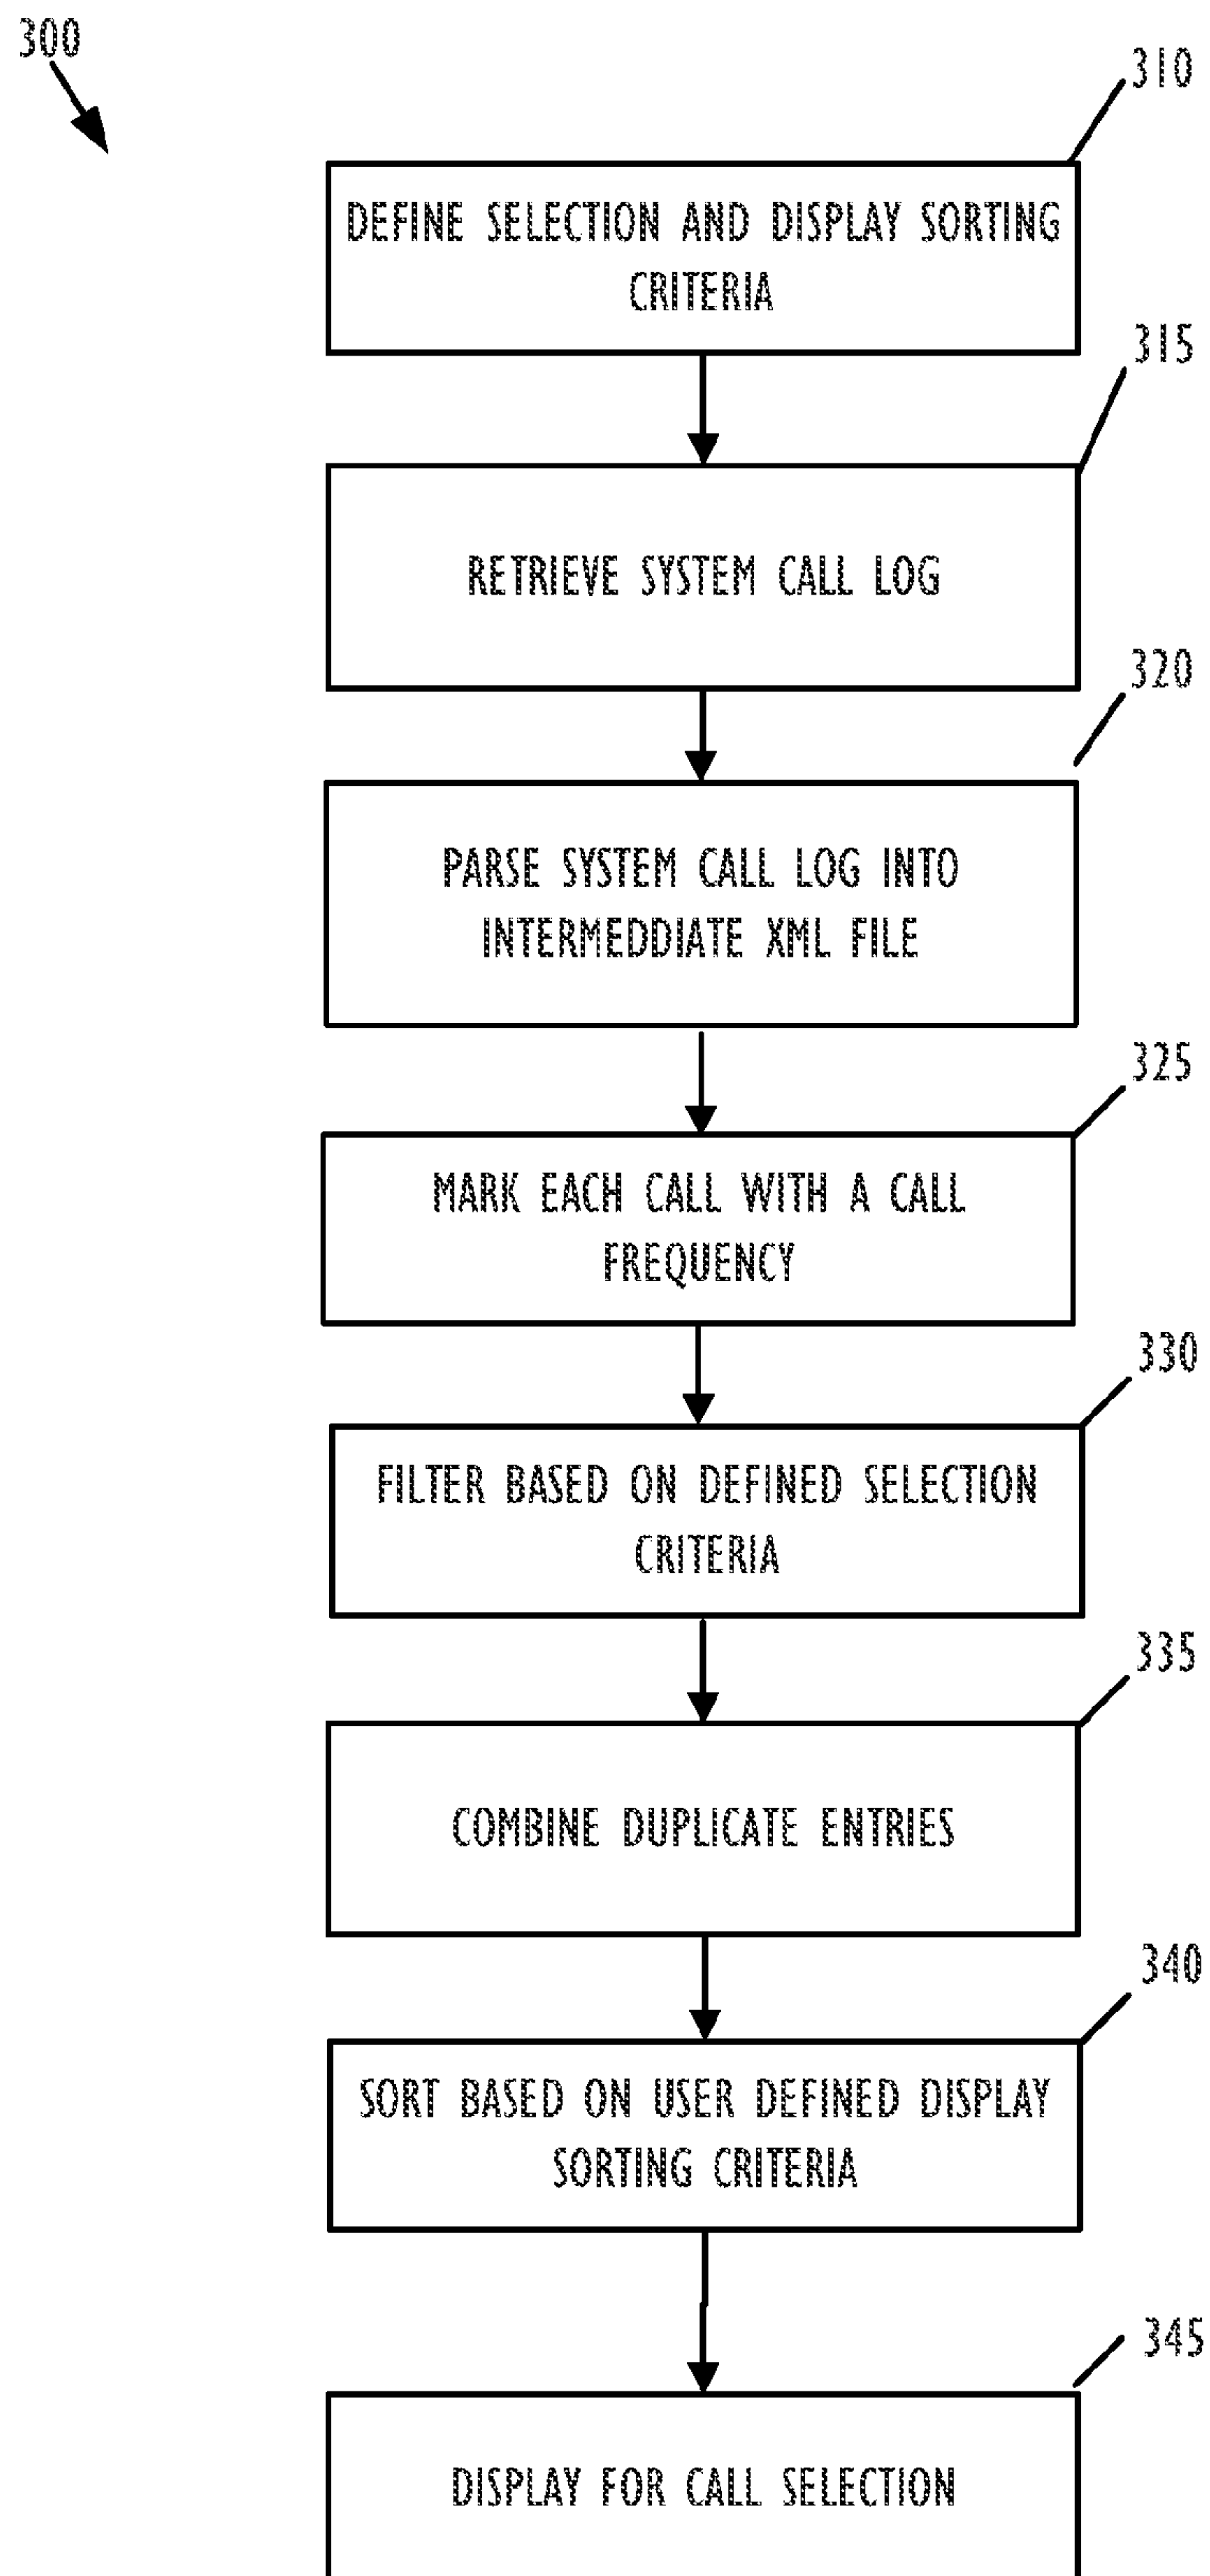 300
310
DEFINE SELECTION AND DISPLAY SORTING
CRITERIA
315
RETRIEVE SYSTEM CALL LOG
320
PARSE SYSTEM CALL LOG INTO
INTERMEDDIATE XML FILE
325
MARK EACH CALL WITH A CALL
FREQUENCY
330
FILTER BASED ON DEFINED SELECTION
CRITERIA
335
COMBINE DUPLICATE ENTRIES
340
SORT BASED ON USER DEFINED DISPLAY
SORTING CRITERIA
345
DISPLAY FOR CALL SELECTION